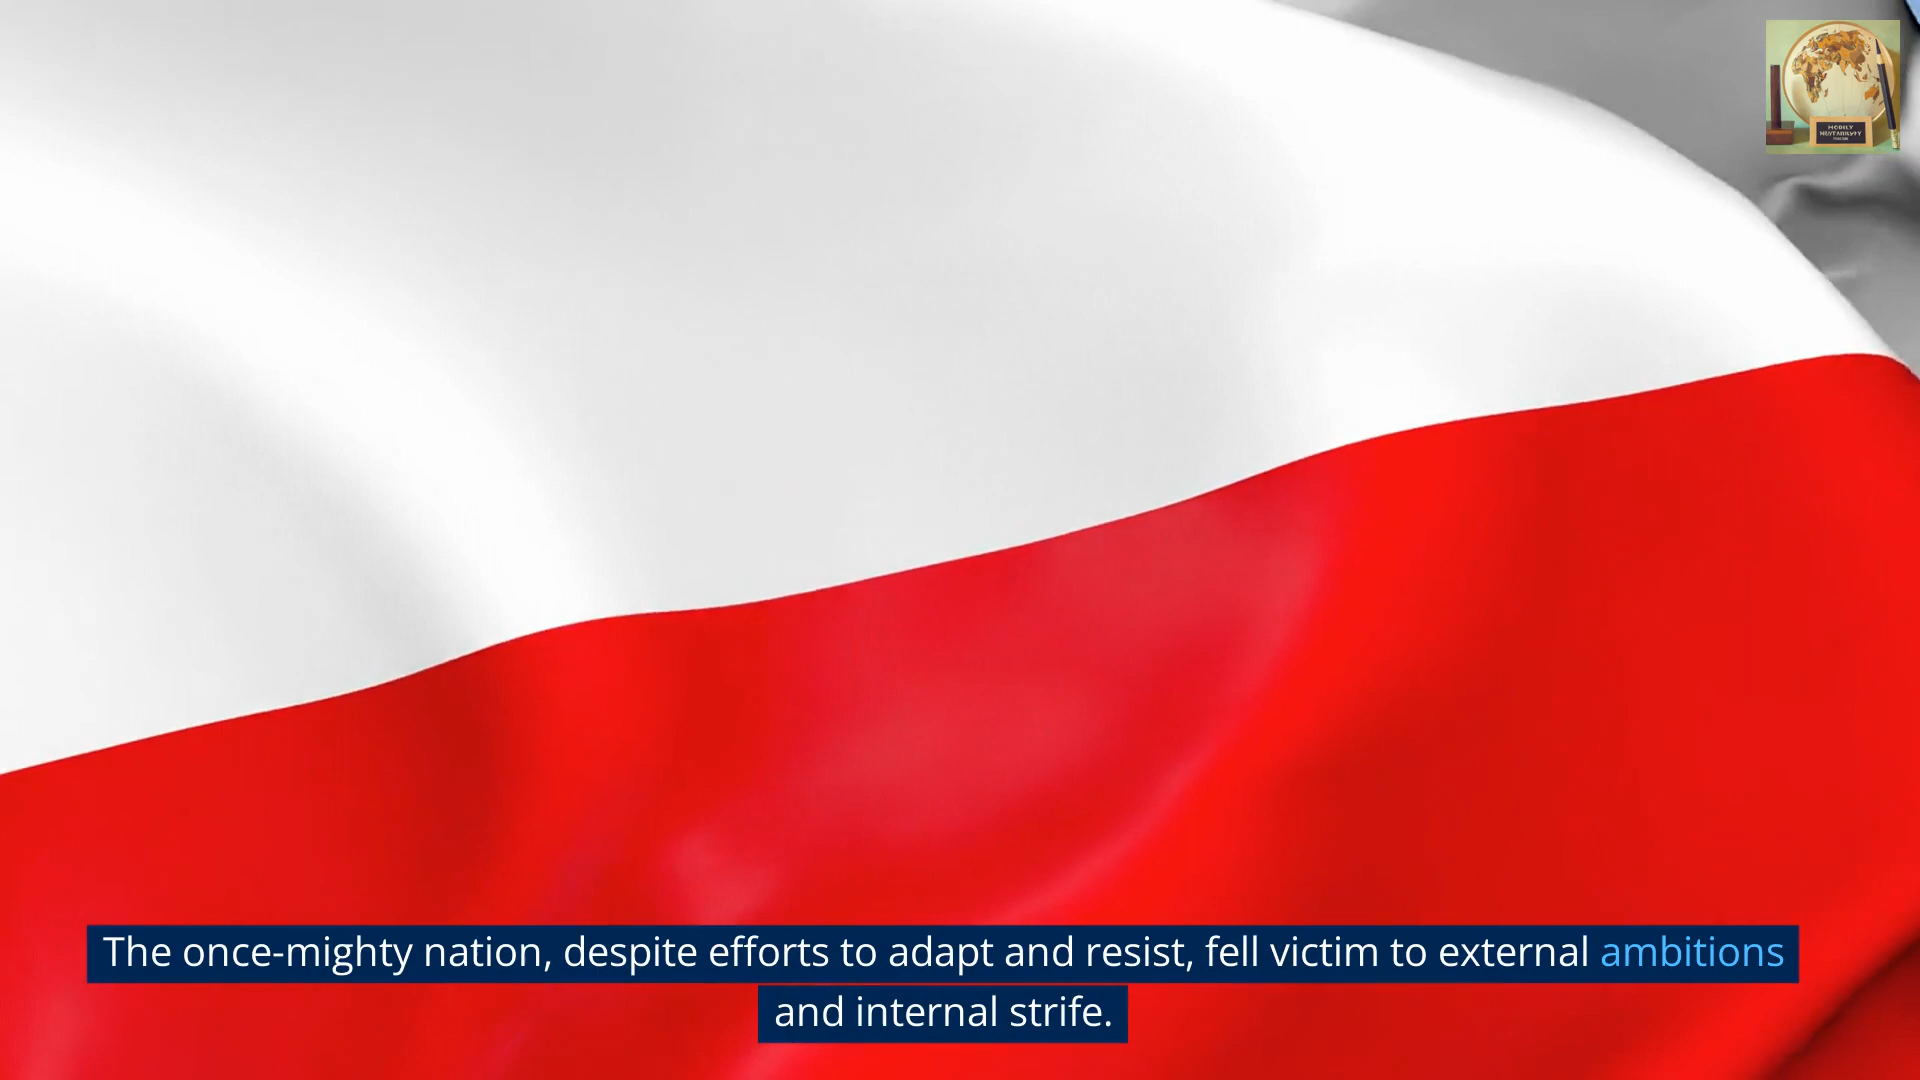 The once-mighty nation, despite efforts to adapt and resist, fell victim to external ambitions
and internal strife.